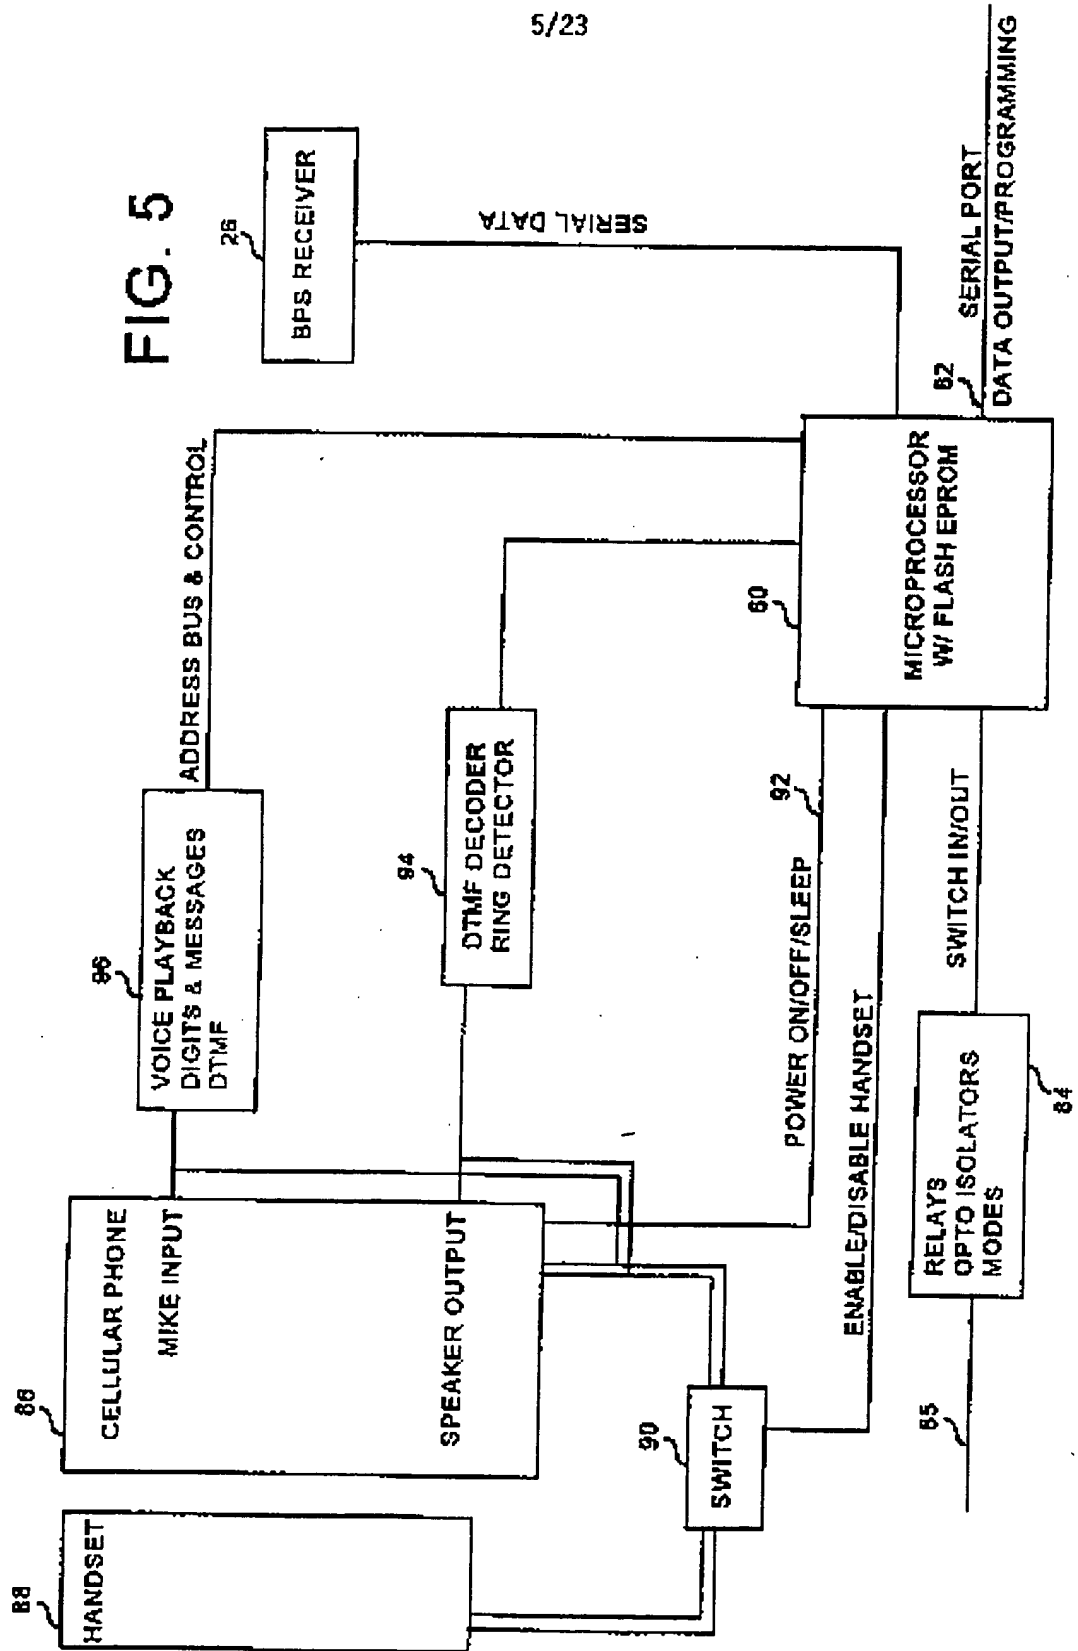 5/23
FIG. 5
26
BPS RECEIVER
SERIAL DATA
96
VOICE PLAYBACK
DIGITS & MESSAGES
DTMF
ADDRESS BUS & CONTROL
88
HANDSET
86
CELLULAR PHONE
MIKE INPUT
SPEAKER OUTPUT
94
DTMF DECODER
RING DETECTOR
MICROPROCESSOR
W/ FLASH EPROM
SERIAL PORT
DATA OUTPUT/PROGRAMMING
90
SWITCH
POWER ON/OFF/SLEEP
92
ENABLE/DISABLE HANDSET
SWITCH IN/OUT
RELAYS
OPTO ISOLATORS
MODES
84